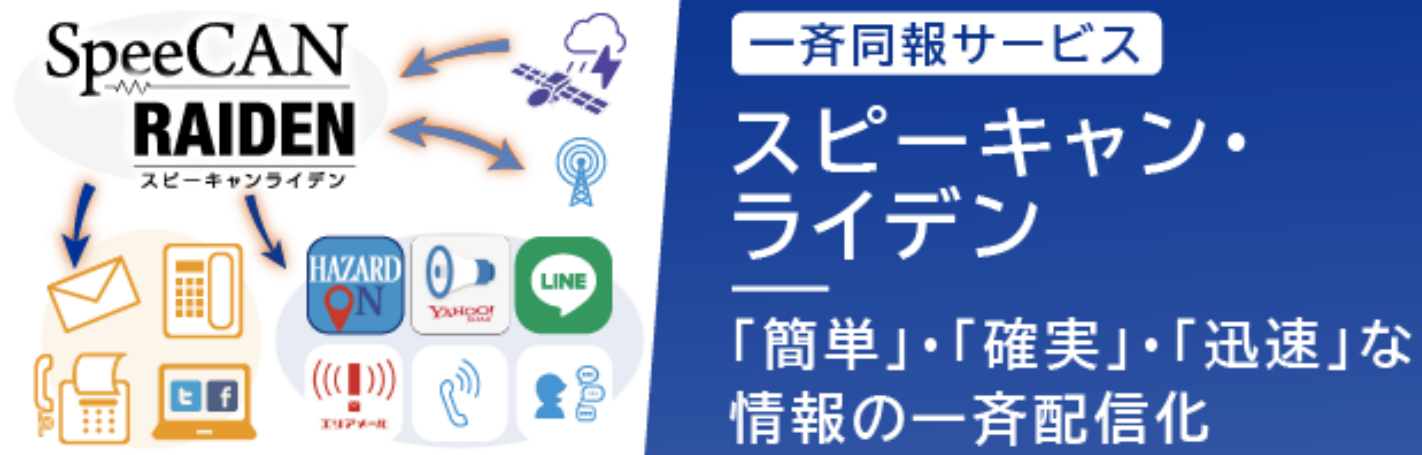 SpeeCAN
RAIDEN
スピーキャンライデン
HAZARD
ON
YAHOO!
JAPAN
LINE
エリアメール
t f
一斉同報サービス
スピーキャン・
ライデン
「簡単」・「確実」・「迅速」な
情報の一斉配信化